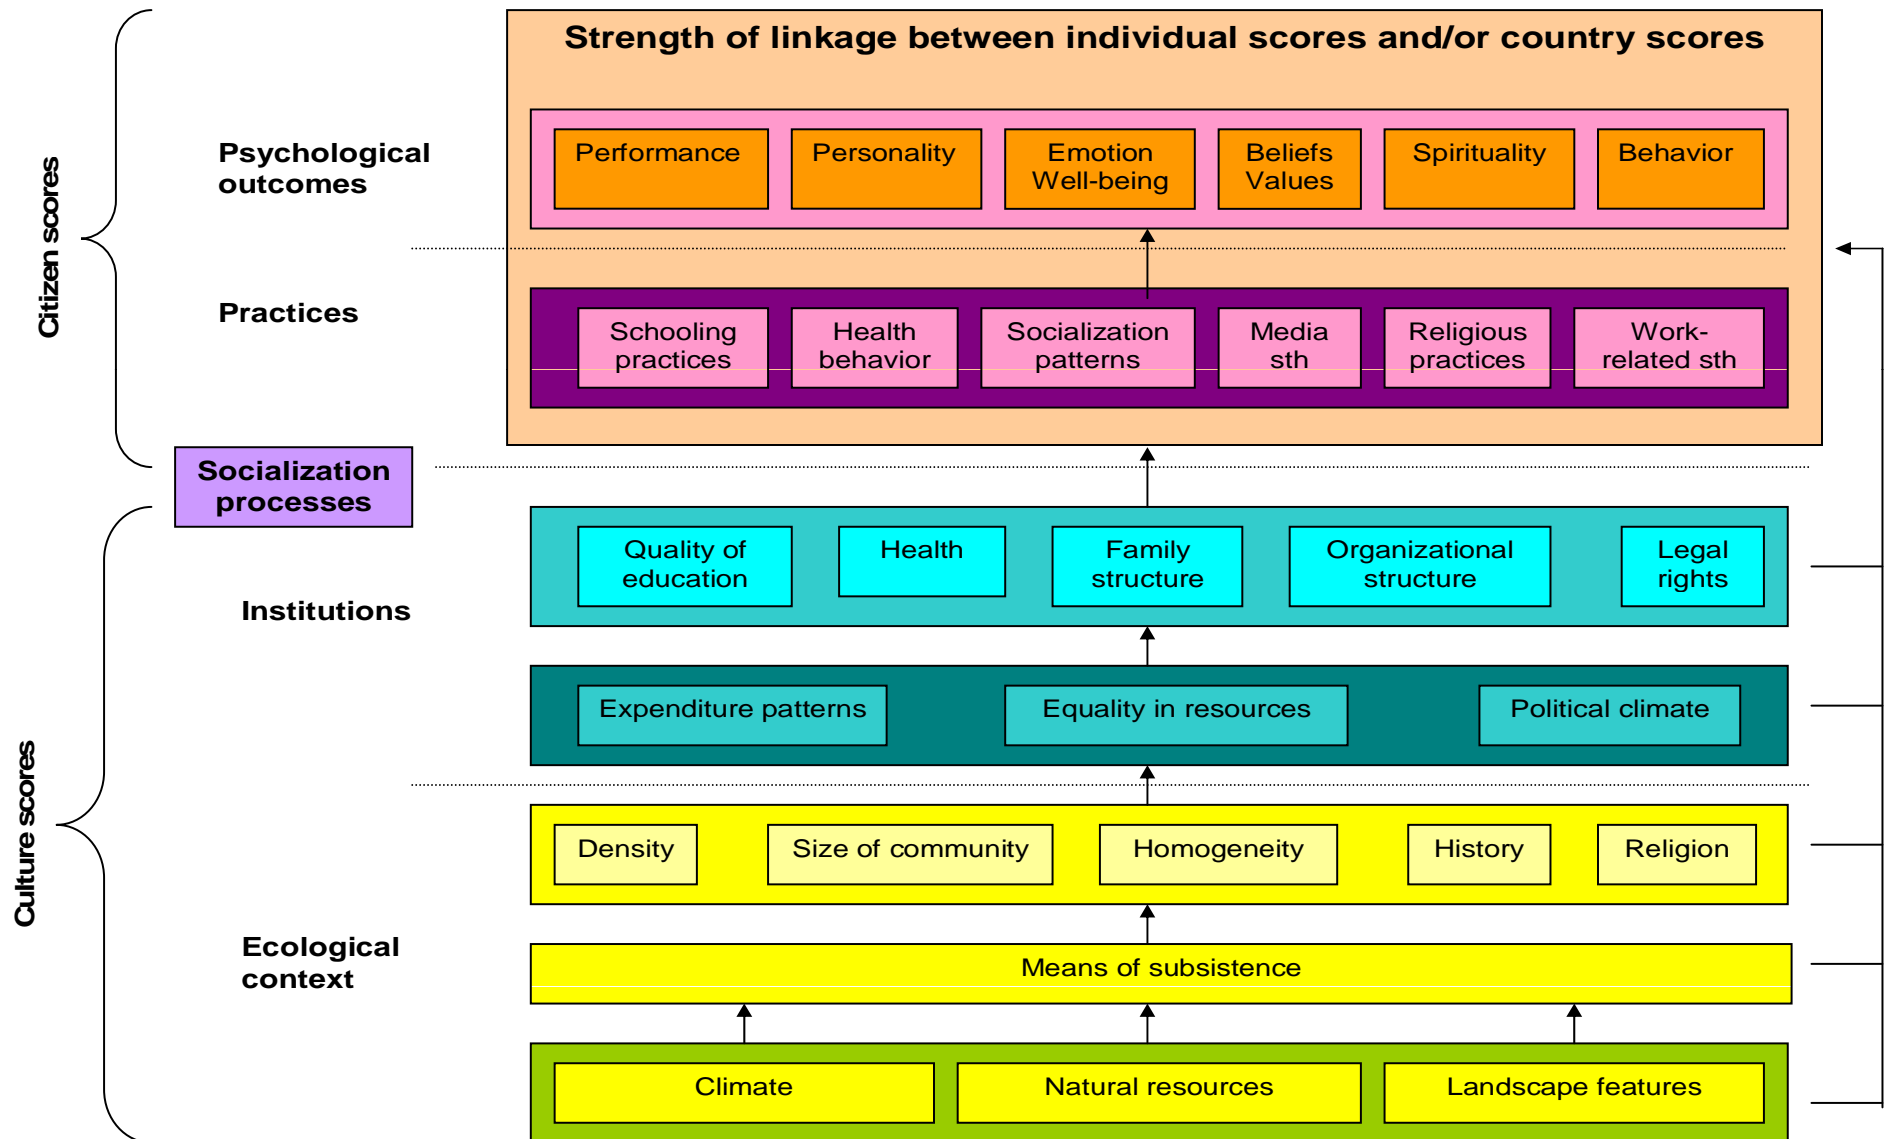 Strength of linkage between individual scores and/or country scores
Citizen scores
Psychological
outcomes
Performance
Personality
Emotion
Well-being
Beliefs
Values
Spirituality
Behavior
Practices
Schooling
practices
Health
behavior
Socialization
patterns
Media
sth
Religious
practices
Work-
related sth
Socialization
processes
Culture scores
Institutions
Quality of
education
Health
Family
structure
Organizational
structure
Legal
rights
Expenditure patterns
Equality in resources
Political climate
Ecological
context
Density
Size of community
Homogeneity
History
Religion
Means of subsistence
Climate
Natural resources
Landscape features